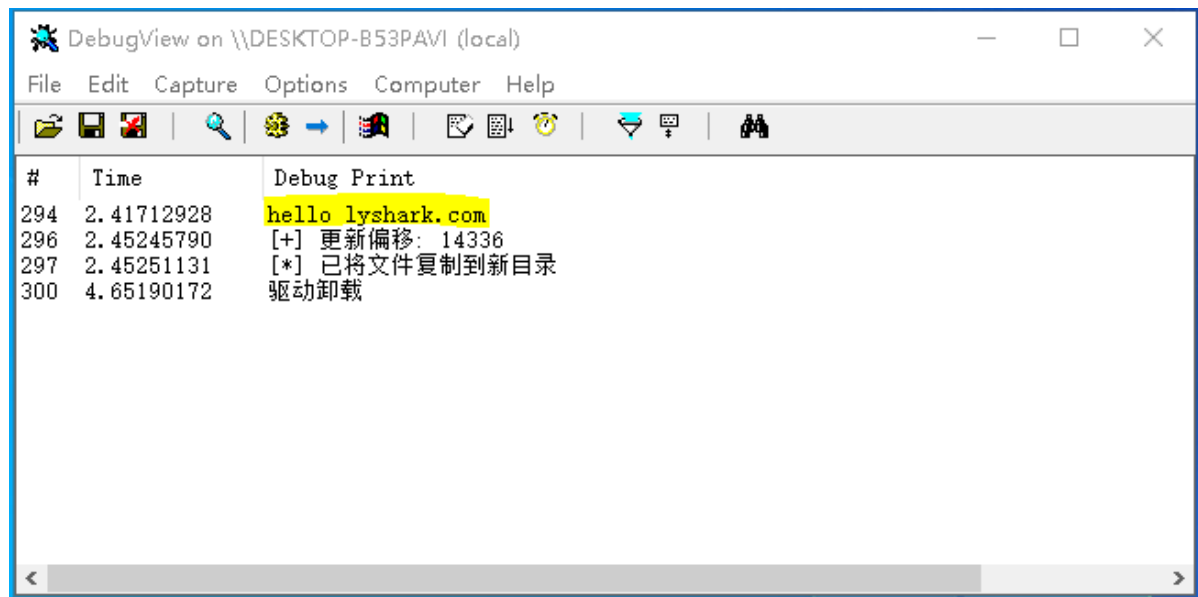 DebugView on \\DESKTOP-B53PAVI (local)
File Edit Capture Options Computer Help
# Time Debug Print
294 2.41712928 hello lyshark.com
296 2.45245790 [+] 更新偏移: 14336
297 2.45251131 [*] 已将文件复制到新目录
300 4.65190172 驱动卸载